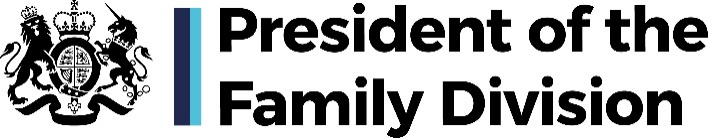 President of the
Family Division